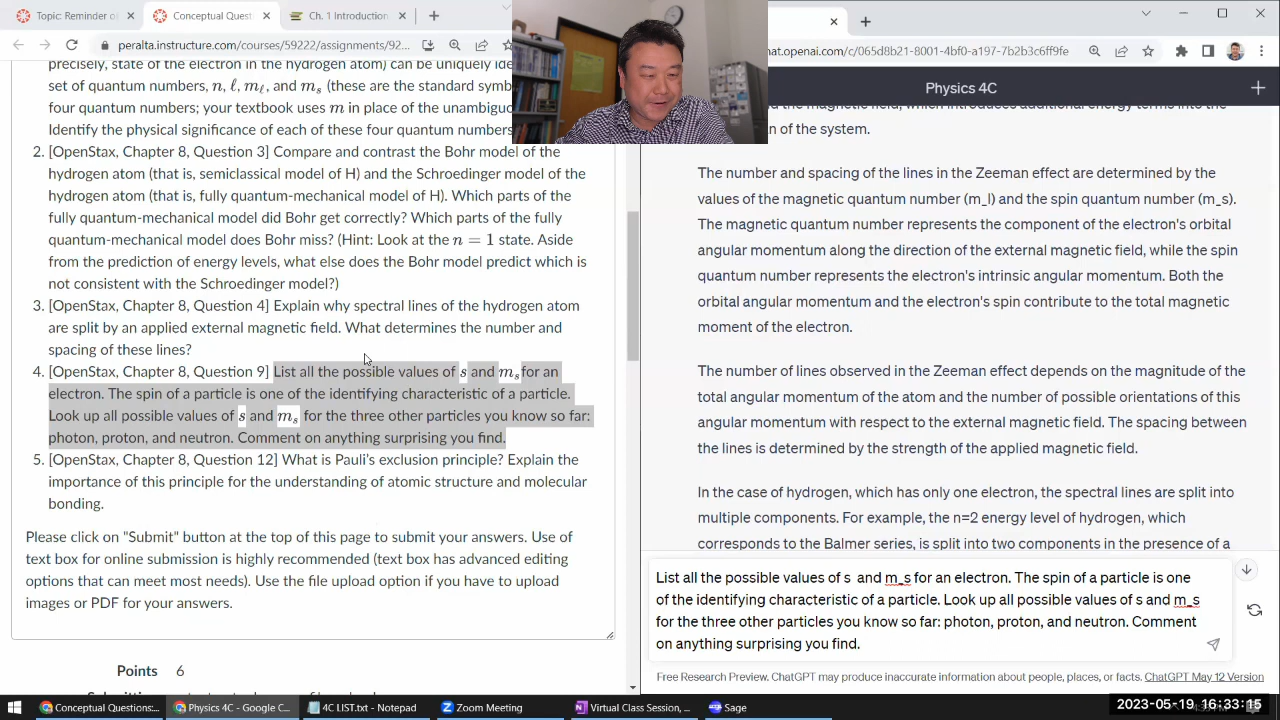 Topic: Reminder o
Conceptual Quest
Ch. 1 Introduction
peralta.instructure.com/courses/59222/assignments/92...
precisely, state of the electron in the hydrogen atom) can be uniquely ide
set of quantum numbers, n, ℓ, mℓ, and ms (these are the standard symb
four quantum numbers; your textbook uses m in place of the unambiguo
Identify the physical significance of each of these four quantum numbers
2. [OpenStax, Chapter 8, Question 3] Compare and contrast the Bohr model of the
hydrogen atom (that is, semiclassical model of H) and the Schroedinger model of the
hydrogen atom (that is, fully quantum-mechanical model of H). Which parts of the
fully quantum-mechanical model did Bohr get correctly? Which parts of the fully
quantum-mechanical model does Bohr miss? (Hint: Look at the n = 1 state. Aside
from the prediction of energy levels, what else does the Bohr model predict which is
not consistent with the Schroedinger model?)
3. [OpenStax, Chapter 8, Question 4] Explain why spectral lines of the hydrogen atom
are split by an applied external magnetic field. What determines the number and
spacing of these lines?
4. [OpenStax, Chapter 8, Question 9] List all the possible values of s and ms for an
electron. The spin of a particle is one of the identifying characteristic of a particle.
Look up all possible values of s and ms for the three other particles you know so far:
photon, proton, and neutron. Comment on anything surprising you find.
5. [OpenStax, Chapter 8, Question 12] What is Pauli's exclusion principle? Explain the
importance of this principle for the understanding of atomic structure and molecular
bonding.
Please click on "Submit" button at the top of this page to submit your answers. Use of
text box for online submission is highly recommended (text box has advanced editing
options that can meet most needs). Use the file upload option if you have to upload
images or PDF for your answers.
Points 6
hat.openai.com/c/065d8b21-8001-4bf0-a197-7b2b3c6ff9fe
Physics 4C
the magnetic field, which introduces additional energy terms into the
n of the system.
The number and spacing of the lines in the Zeeman effect are determined by the
values of the magnetic quantum number (m_l) and the spin quantum number (m_s).
The magnetic quantum number represents the component of the electron's orbital
angular momentum along the direction of the external magnetic field, while the spin
quantum number represents the electron's intrinsic angular momentum. Both the
orbital angular momentum and the electron's spin contribute to the total magnetic
moment of the electron.
The number of lines observed in the Zeeman effect depends on the magnitude of the
total angular momentum of the atom and the number of possible orientations of this
angular momentum with respect to the external magnetic field. The spacing between
the lines is determined by the strength of the applied magnetic field.
In the case of hydrogen, which has only one electron, the spectral lines are split into
multiple components. For example, the n=2 energy level of hydrogen, which
corresponds to the Balmer series, is split into two components in the presence of a
List all the possible values of s and m_s for an electron. The spin of a particle is one
of the identifying characteristic of a particle. Look up all possible values of s and m_s
for the three other particles you know so far: photon, proton, and neutron. Comment
on anything surprising you find.
Free Research Preview. ChatGPT may produce inaccurate information about people, places, or facts. ChatGPT May 12 Version
Conceptual Questions:...
Physics 4C - Google C...
4C LIST.txt - Notepad
Zoom Meeting
Virtual Class Session, ...
Sage
2023-05-19 16:33:15